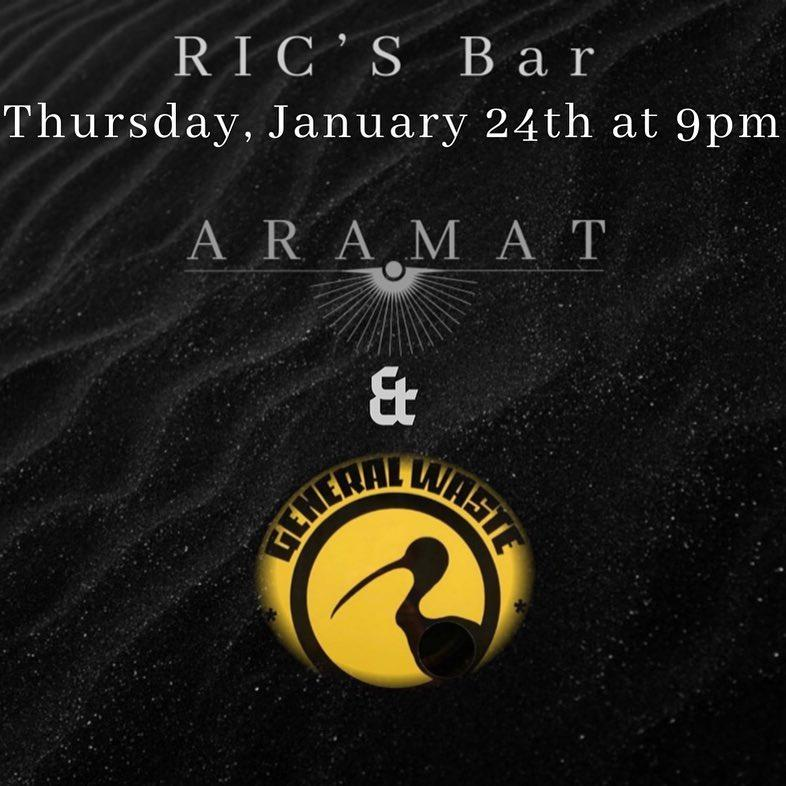 RIC'S Bar
Thursday, January 24th at 9pm
ARAMAT
&
GENERAL WASTE